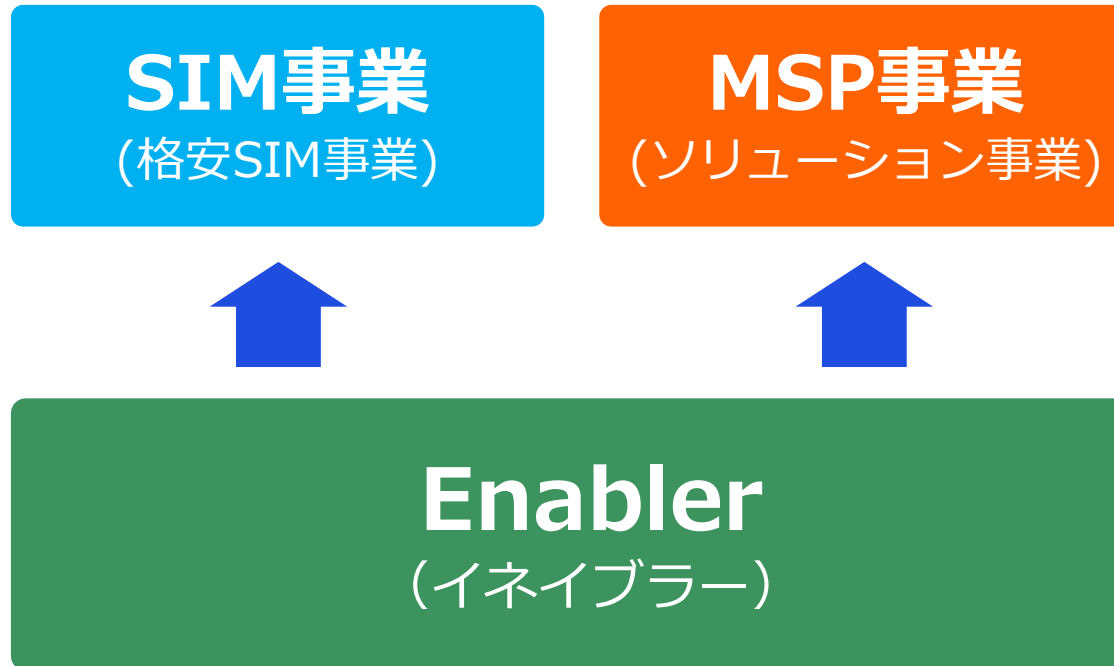 SIM事業
(格安SIM事業)
MSP事業
(ソリューション事業)
Enabler
（イネイブラー）